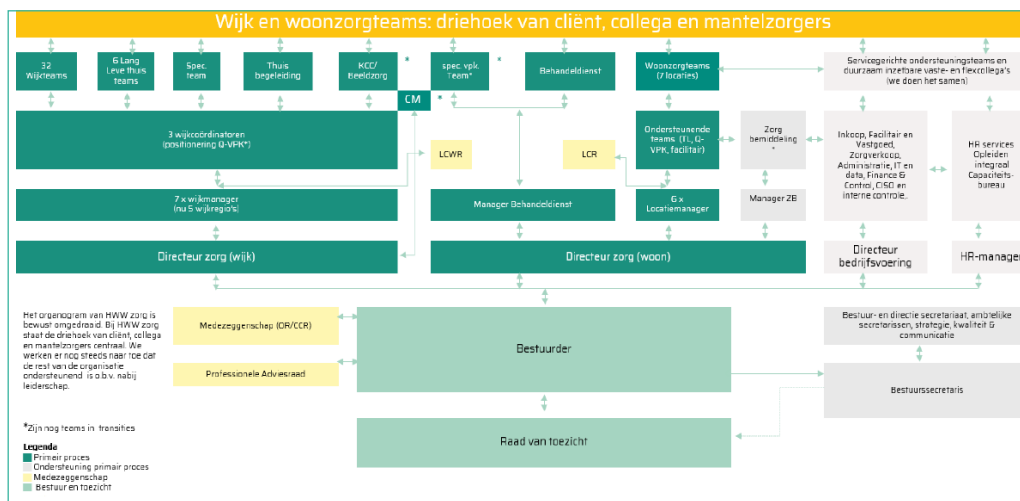 Wijk en woonzorgteams: driehoek van cliënt, collega en mantelzorgers
32
Wijkteams
6 Lang
Leve thuis
teams
Spec.
team
Thuis
begeleiding
KCC/
Beeldzorg
*
spec. vpk.
Team*
*
Behandeldienst
Woonzorgteams
(7 locaties)
Servicegerichte ondersteuningsteams en
duurzaam inzetbare vaste- en flexcollega's
(we doen het samen)
CM
*
3 wijkcoördinatoren
(positionering Q-VPK*)
LCWR
LCR
Ondersteunende
teams (TL, Q-
VPK, facilitair)
Zorg
bemiddeling
*
Inkoop, Facilitair en
Vastgoed,
Zorgverkoop,
Administratie, IT en
data, Finance &
Control, CISO en
interne controle,.
HR services
Opleiden
integraal
Capaciteits-
bureau
7 x wijkmanager
(nu 5 wijkregio's)
Manager Behandeldienst
6 x
Locatiemanager
Manager ZB
Directeur zorg (wijk)
Directeur zorg (woon)
Directeur
bedrijfsvoering
HR-manager
Het organogram van HWW zorg is
bewust omgedraaid. Bij HWW zorg
staat de driehoek van cliënt, collega
en mantelzorgers centraal. We
werken er nog steeds naar toe dat
de rest van de organisatie
ondersteunend is o.b.v. nabij
leiderschap.
Medezeggenschap (OR/CCR)
Professionele Adviesraad
Bestuurder
Bestuur- en directie secretariaat, ambtelijke
secretarissen, strategie, kwaliteit &
communicatie
Bestuurssecretaris
Raad van toezicht
*Zijn nog teams in transities
Legenda
Primair proces
Ondersteuning primair proces
Medezeggenschap
Bestuur en toezicht